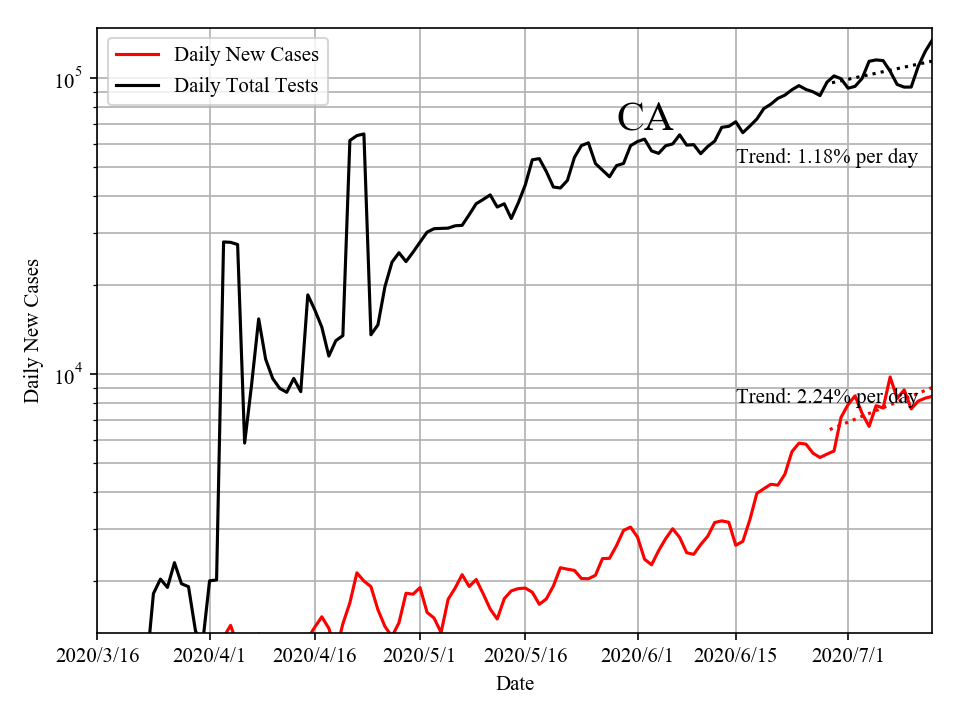 Daily New Cases
Daily Total Tests
10^5
CA
Trend: 1.18% per day
Daily New Cases
10^4
Trend: 2.24% per day
2020/3/16 2020/4/1 2020/4/16 2020/5/1 2020/5/16 2020/6/1 2020/6/15 2020/7/1
Date